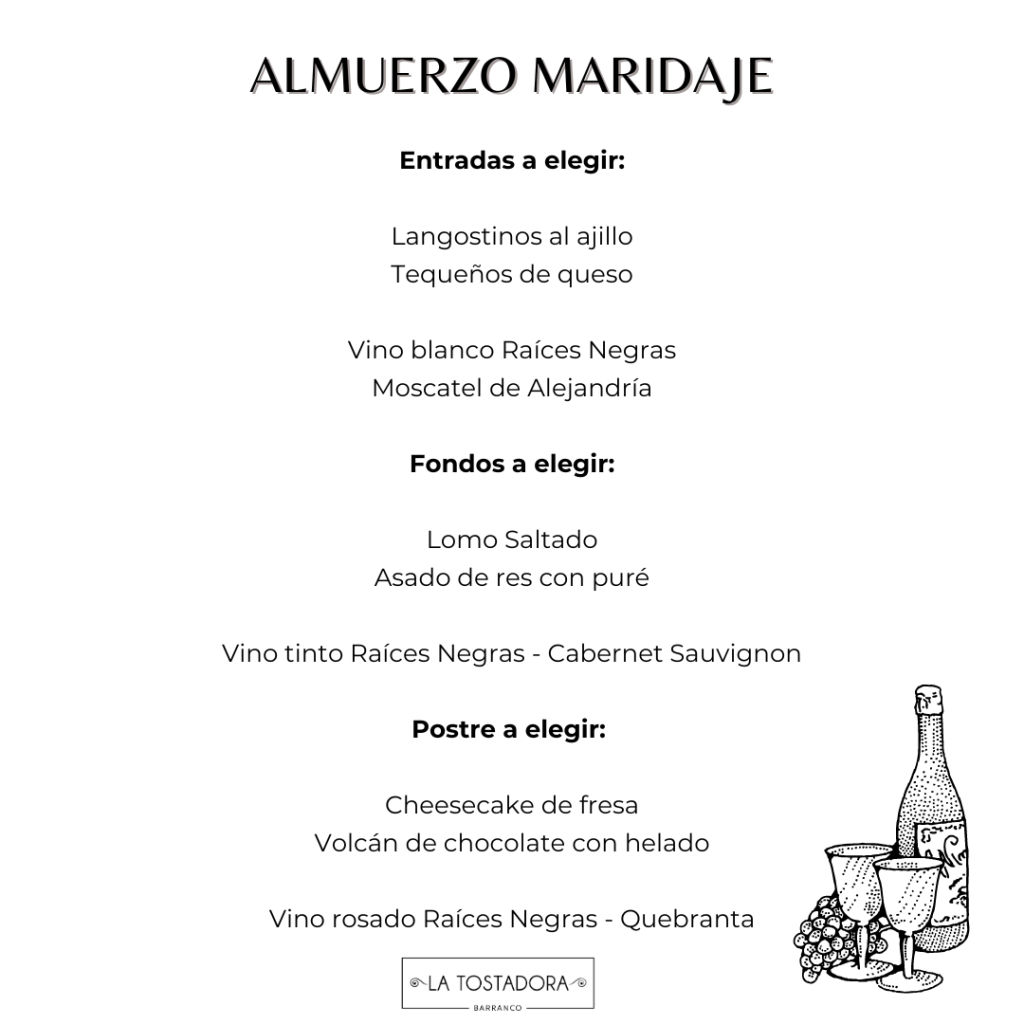 ALMUERZO MARIDAJE
Entradas a elegir:
Langostinos al ajillo
Tequeños de queso
Vino blanco Raíces Negras
Moscatel de Alejandría
Fondos a elegir:
Lomo Saltado
Asado de res con puré
Vino tinto Raíces Negras - Cabernet Sauvignon
Postre a elegir:
Cheesecake de fresa
Volcán de chocolate con helado
Vino rosado Raíces Negras - Quebranta
LA TOSTADORA
BARRANCO